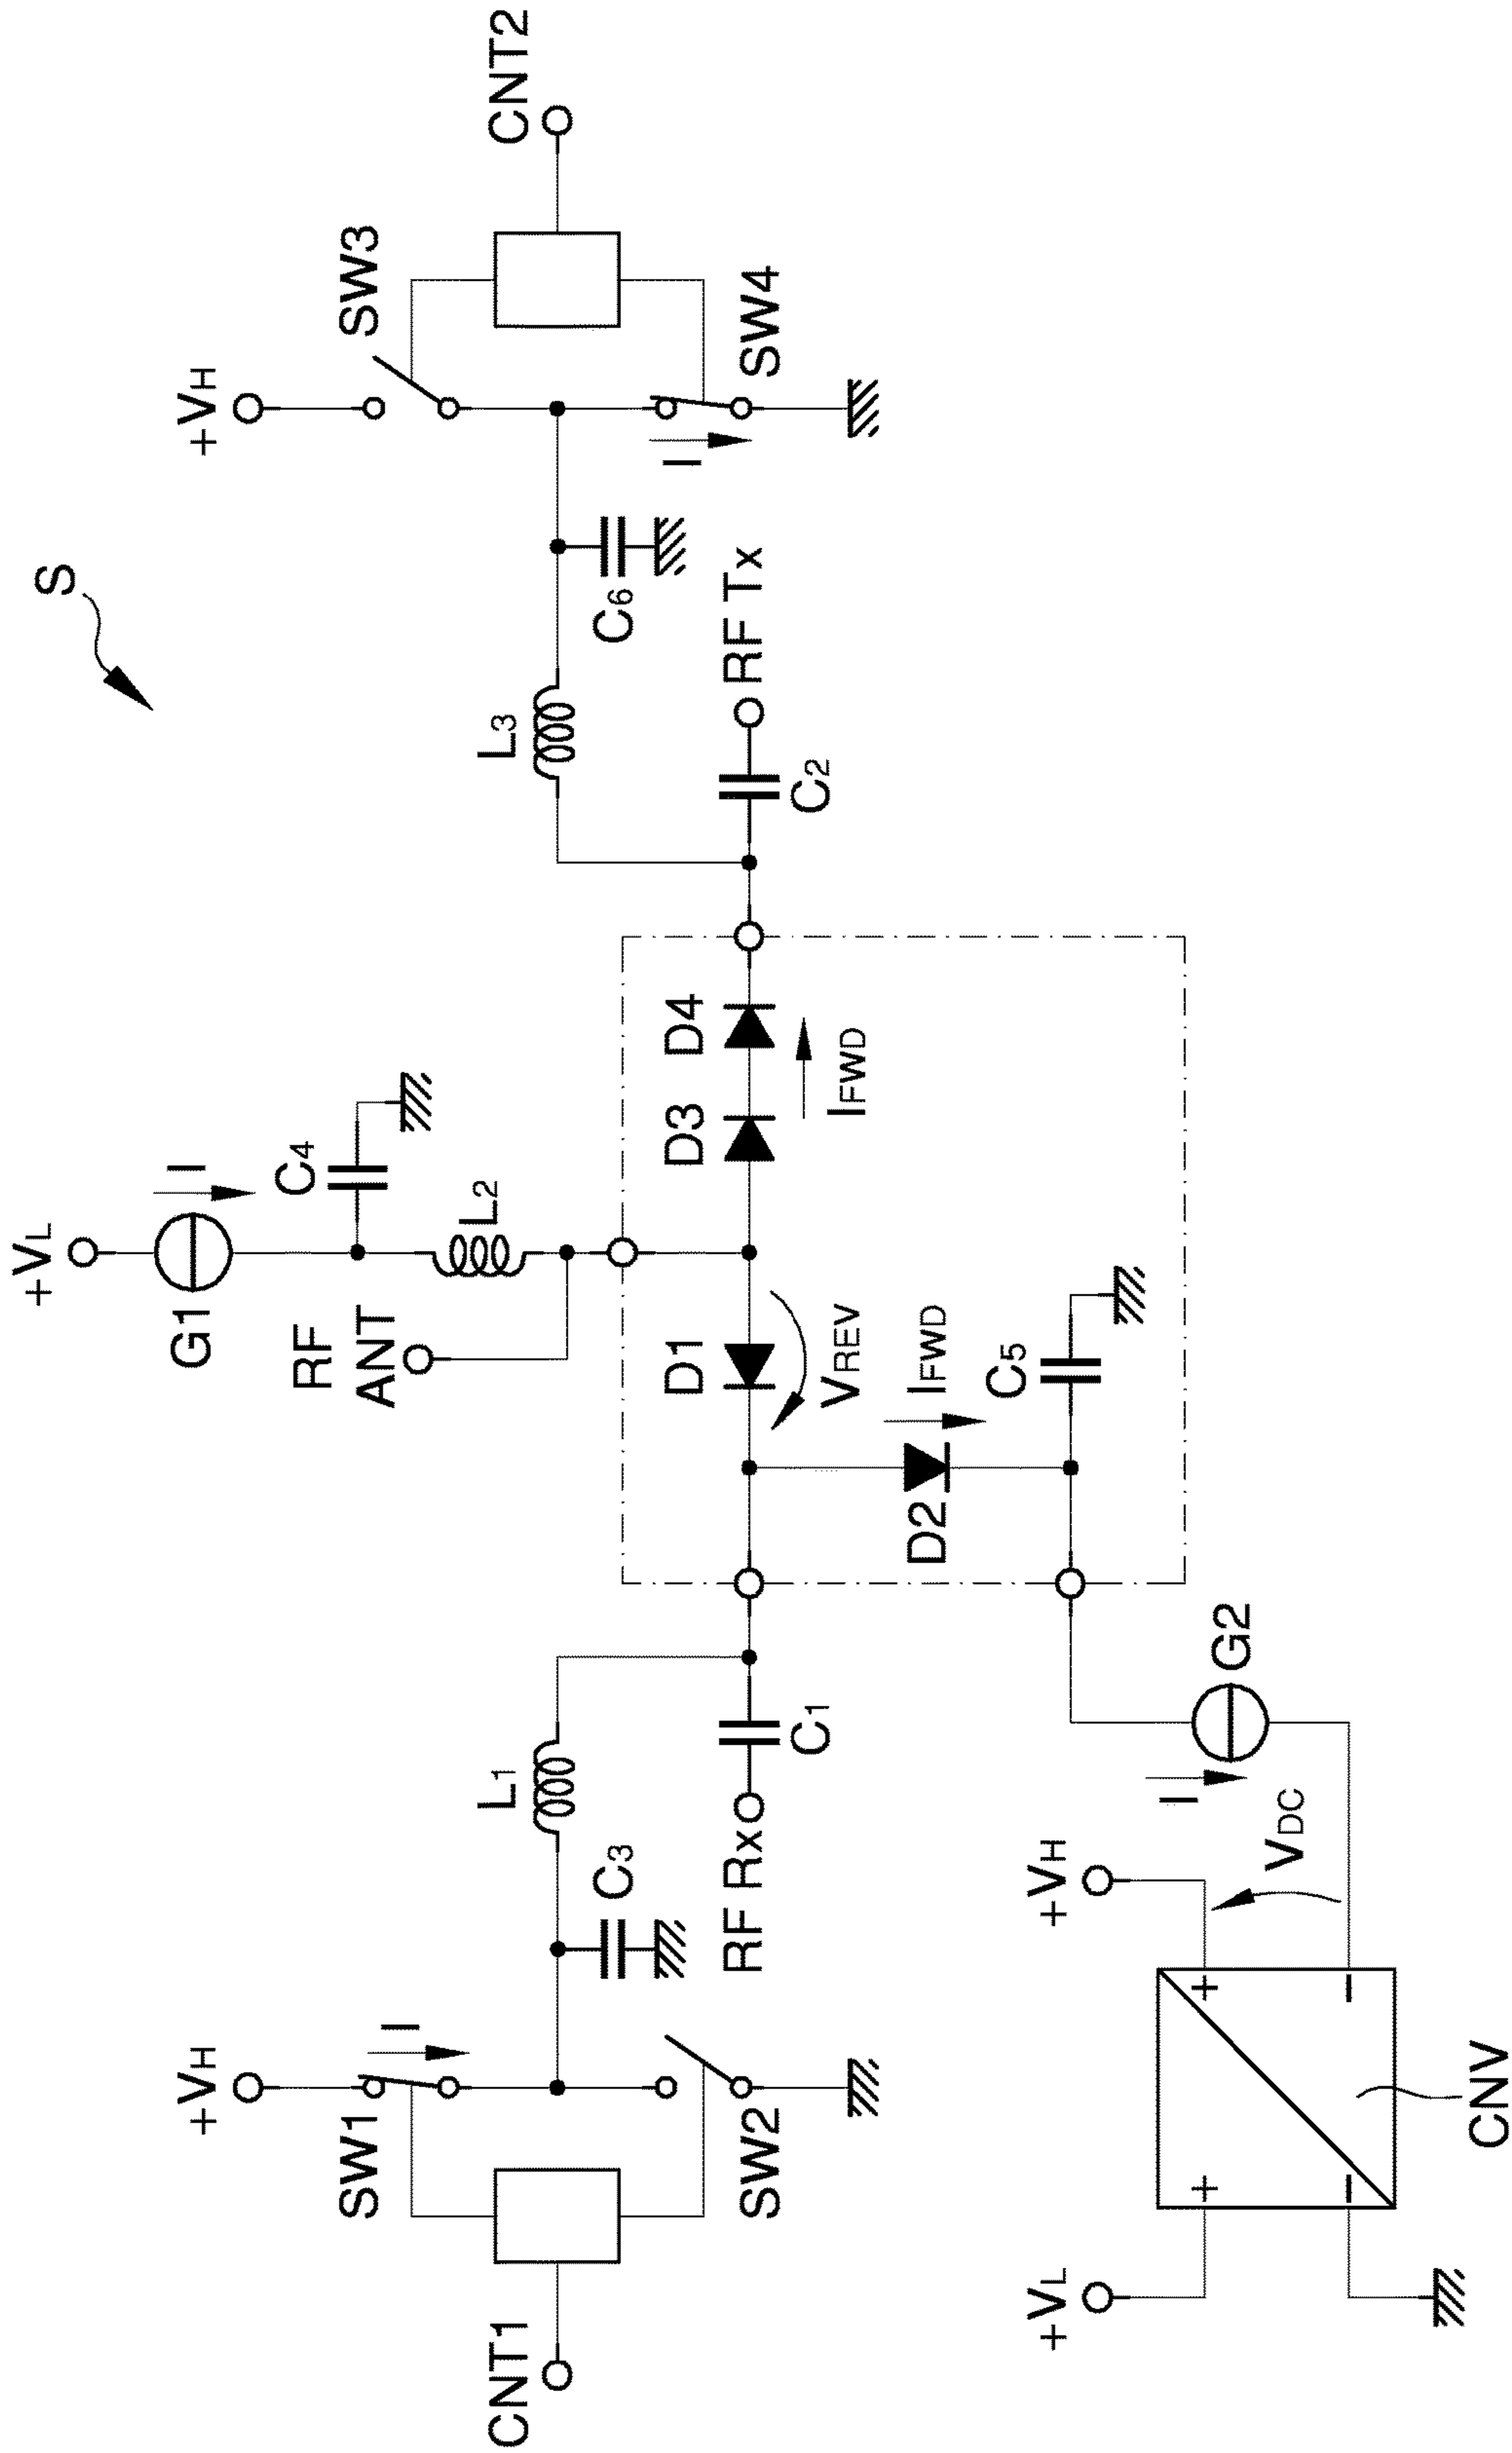 S
+VL
G1
I
C4
L2
RF
ANT
+VH
SW1
I
SW2
CNT1
C3
L1
RF Rx
C1
+VH
SW3
SW4
I
CNT2
C6
L3
RF Tx
C2
D1
D3
D4
IFWD
VREV
IFWD
D2
C5
G2
I
VDC
+VL
+VH
+
+
−
−
CNV